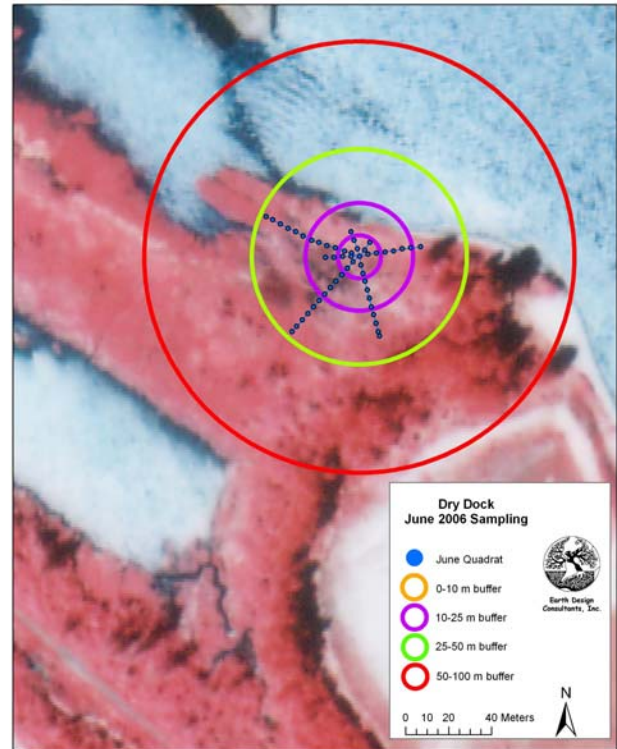 Dry Dock
June 2006 Sampling
June Quadrat
0-10 m buffer
10-25 m buffer
25-50 m buffer
50-100 m buffer
Earth Design
Consultants, Inc.
N
0 10 20 40 Meters